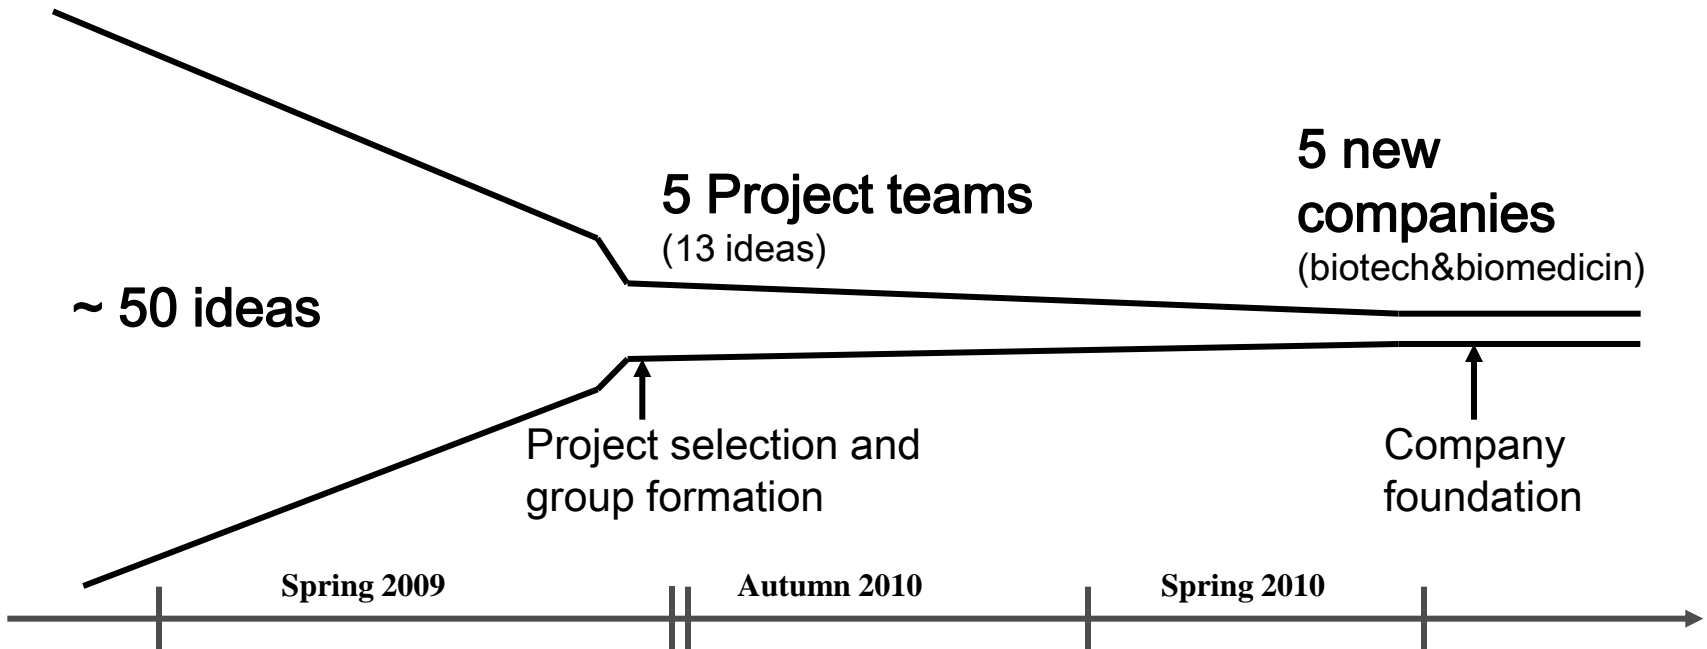 5 new
companies
(biotech&biomedicin)
5 Project teams
(13 ideas)
~ 50 ideas
Project selection and
group formation
Company
foundation
Spring 2009
Autumn 2010
Spring 2010